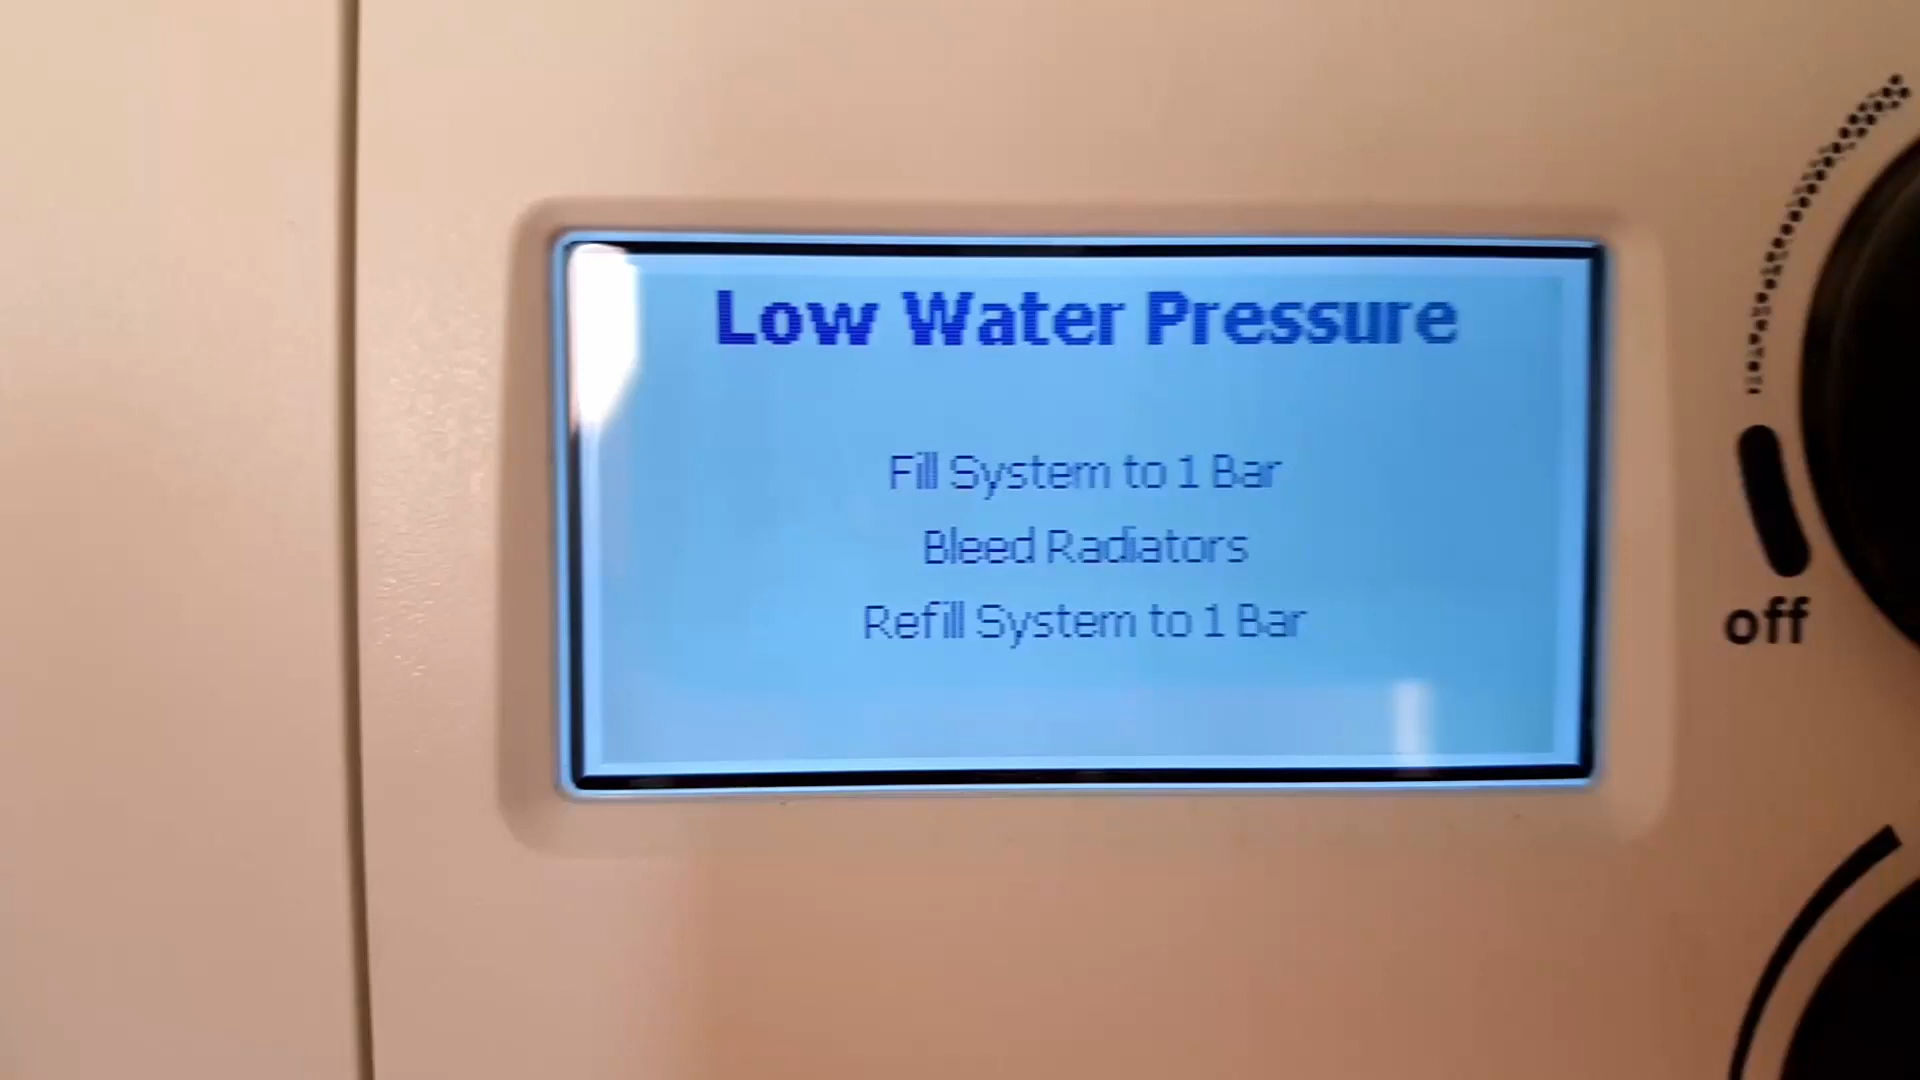 Low Water Pressure
Fill System to 1 Bar
Bleed Radiators
Refill System to 1 Bar
off